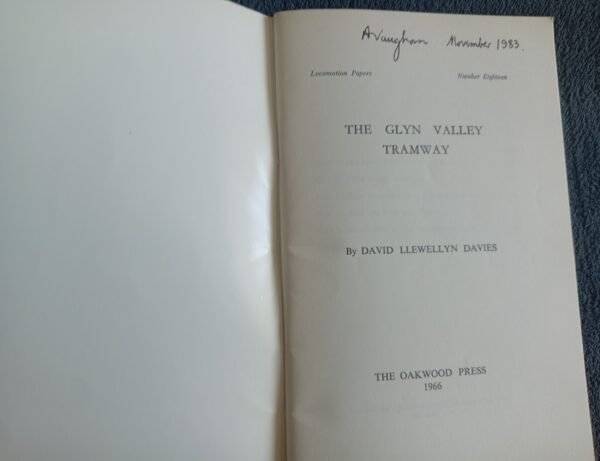 A Vaughan November 1983.
Locomotion Papers Number Eighteen
THE GLYN VALLEY
TRAMWAY
By DAVID LLEWELLYN DAVIES
THE OAKWOOD PRESS
1966